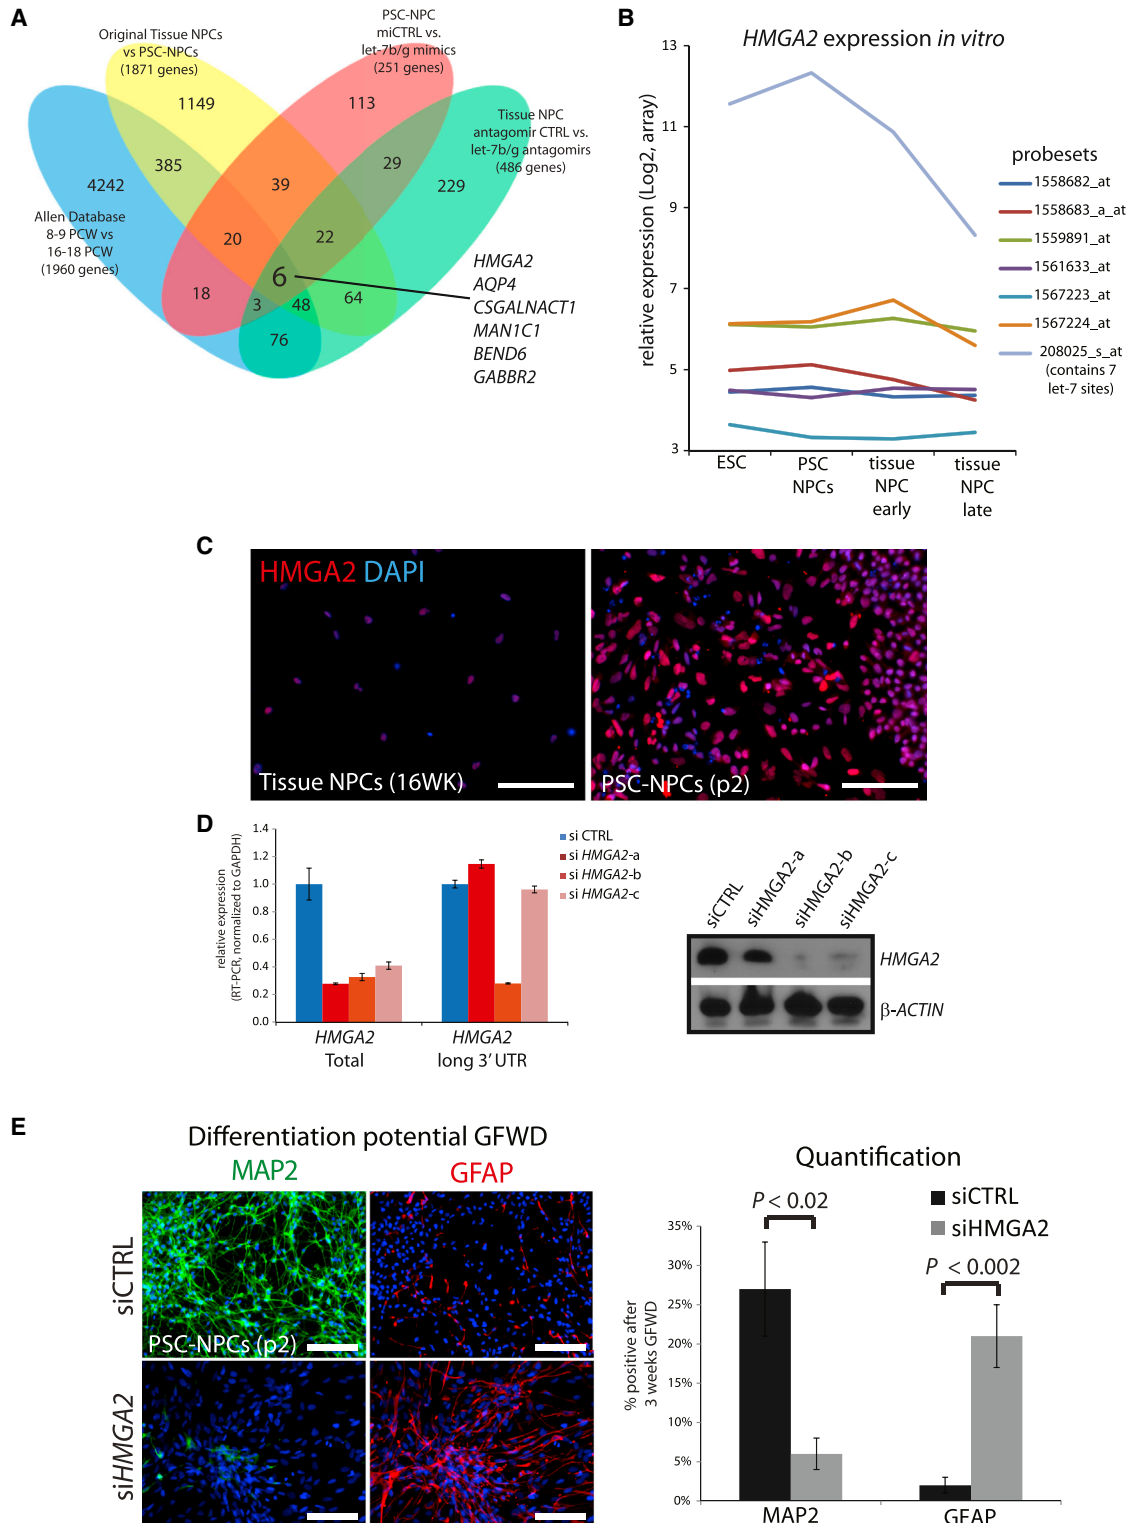 A
Original Tissue NPCs
vs PSC-NPCs
(1871 genes)
PSC-NPC
miCTRL vs.
let-7b/g mimics
(251 genes)
Tissue NPC
antagomir CTRL vs.
let-7b/g antagomirs
(486 genes)
Allen Database
8-9 PCW vs
16-18 PCW
(1960 genes)
1149
113
385
39
29
4242
229
20
22
6
18
3
48
64
76
HMGA2
AQP4
CSGALNACT1
MAN1C1
BEND6
GABBR2
B
HMGA2 expression in vitro
relative expression (Log2, array)
13
11
9
7
5
3
ESC
PSC
NPCs
tissue
NPC
early
tissue
NPC
late
probesets
1558682_at
1558683_a_at
1559891_at
1561633_at
1567223_at
1567224_at
208025_s_at
(contains 7
let-7 sites)
C
HMGA2 DAPI
Tissue NPCs (16WK)
PSC-NPCs (p2)
D
relative expression
(RT-PCR, normalized to GAPDH)
1.4
1.2
1.0
0.8
0.6
0.4
0.2
0.0
HMGA2
Total
HMGA2
long 3' UTR
si CTRL
si HMGA2-a
si HMGA2-b
si HMGA2-c
siCTRL
siHMGA2-a
siHMGA2-b
siHMGA2-c
HMGA2
β-ACTIN
E
Differentiation potential GFWD
MAP2
GFAP
siCTRL
PSC-NPCs (p2)
siHMGA2
Quantification
siCTRL
siHMGA2
P < 0.02
P < 0.002
% positive after
3 weeks GFWD
35%
30%
25%
20%
15%
10%
5%
0%
MAP2
GFAP